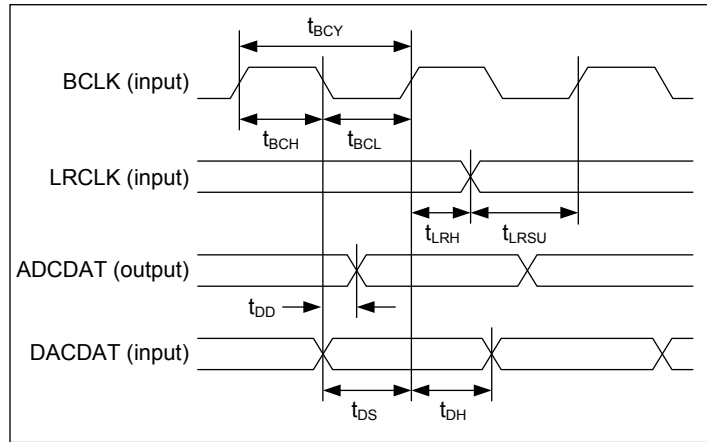 tBCY
BCLK (input)
tBCH tBCL
LRCLK (input)
tLRH tLRSU
ADCDAT (output)
tDD
DACDAT (input)
tDS tDH